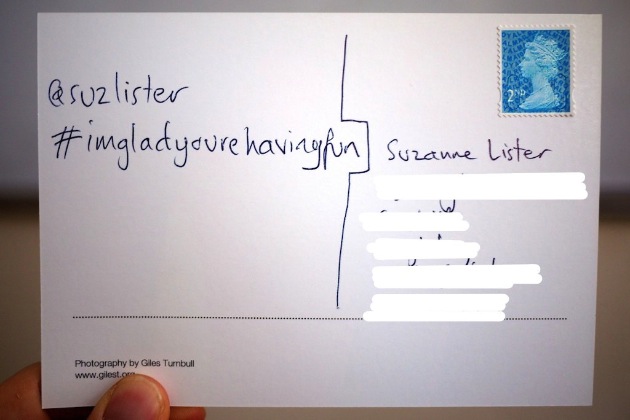 @suzlister
#imgladyourehavingfun
2ND
Suzanne Lister
Photography by Giles Turnbull
www.gilest.org